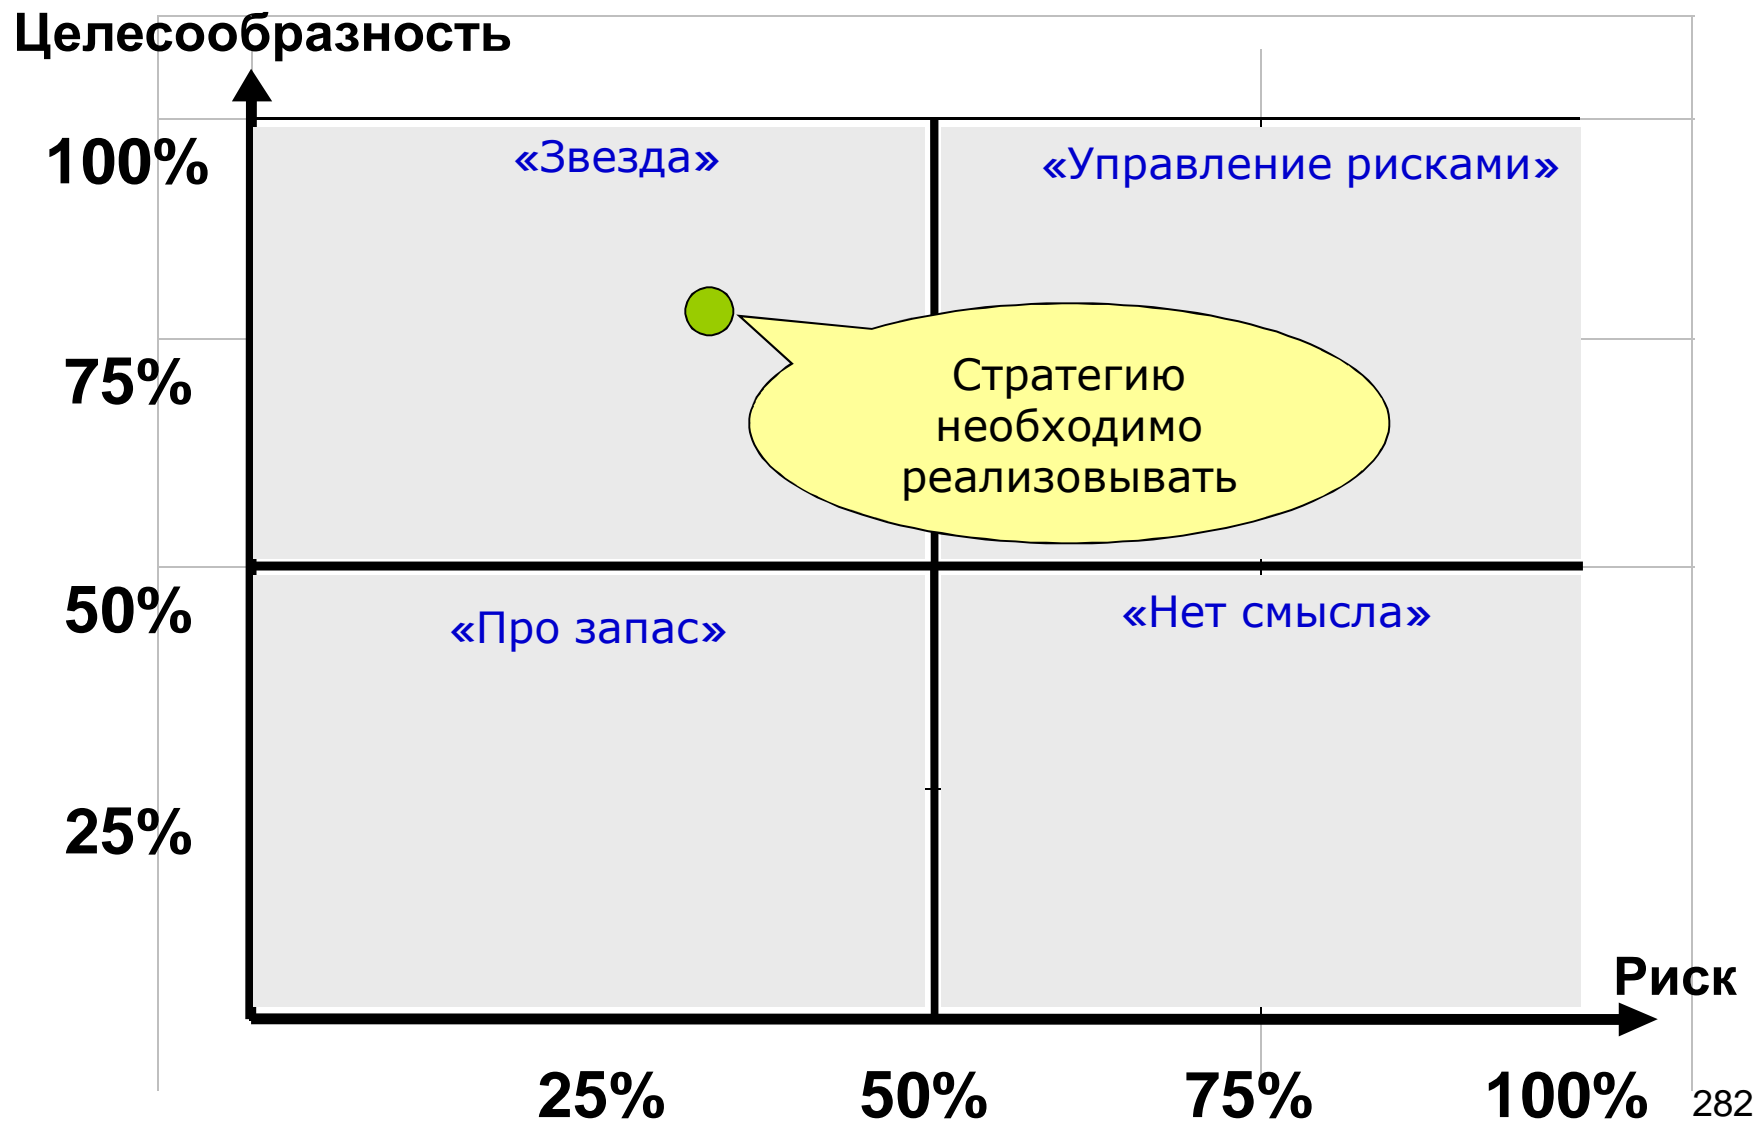 Целесообразность
100%
«Звезда»
«Управление рисками»
75%
Стратегию
необходимо
реализовывать
50%
«Про запас»
«Нет смысла»
25%
Риск
25%
50%
75%
100%
282